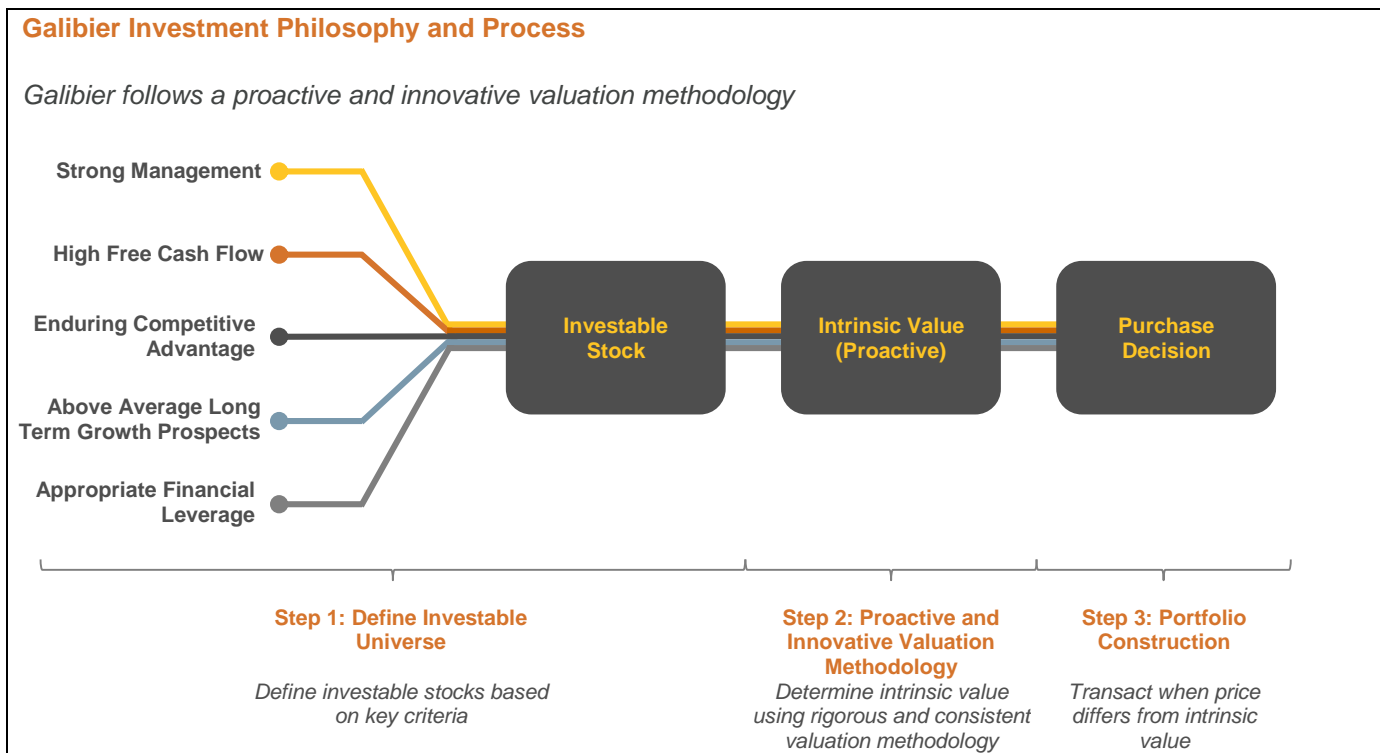 Galibier Investment Philosophy and Process
Galibier follows a proactive and innovative valuation methodology
Strong Management
High Free Cash Flow
Enduring Competitive
Advantage
Above Average Long
Term Growth Prospects
Appropriate Financial
Leverage
Investable
Stock
Intrinsic Value
(Proactive)
Purchase
Decision
Step 1: Define Investable
Universe
Define investable stocks based
on key criteria
Step 2: Proactive and
Innovative Valuation
Methodology
Determine intrinsic value
using rigorous and consistent
valuation methodology
Step 3: Portfolio
Construction
Transact when price
differs from intrinsic
value